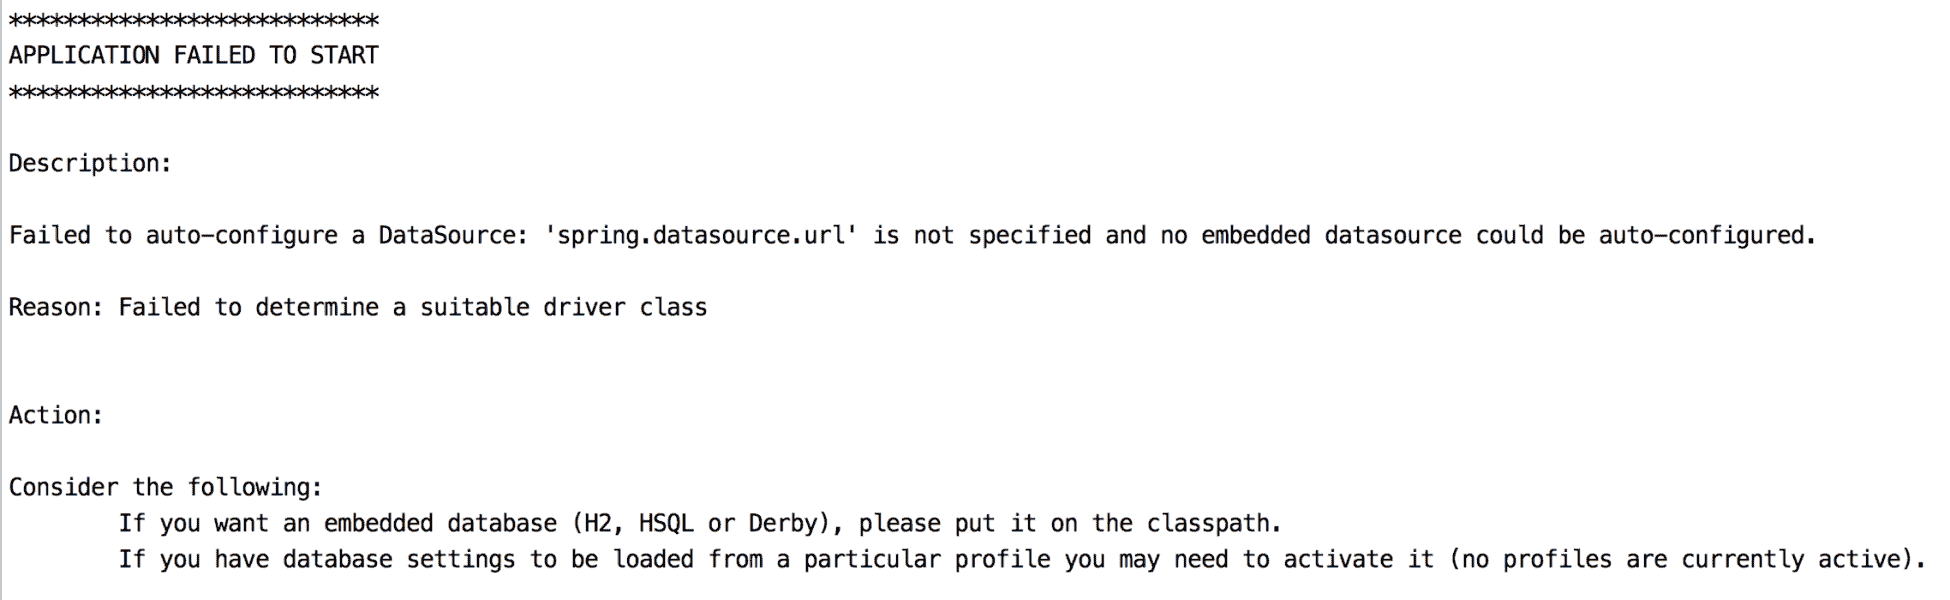 ***************************
APPLICATION FAILED TO START
***************************
Description:
Failed to auto-configure a DataSource: 'spring.datasource.url' is not specified and no embedded datasource could be auto-configured.
Reason: Failed to determine a suitable driver class
Action:
Consider the following:
If you want an embedded database (H2, HSQL or Derby), please put it on the classpath.
If you have database settings to be loaded from a particular profile you may need to activate it (no profiles are currently active).